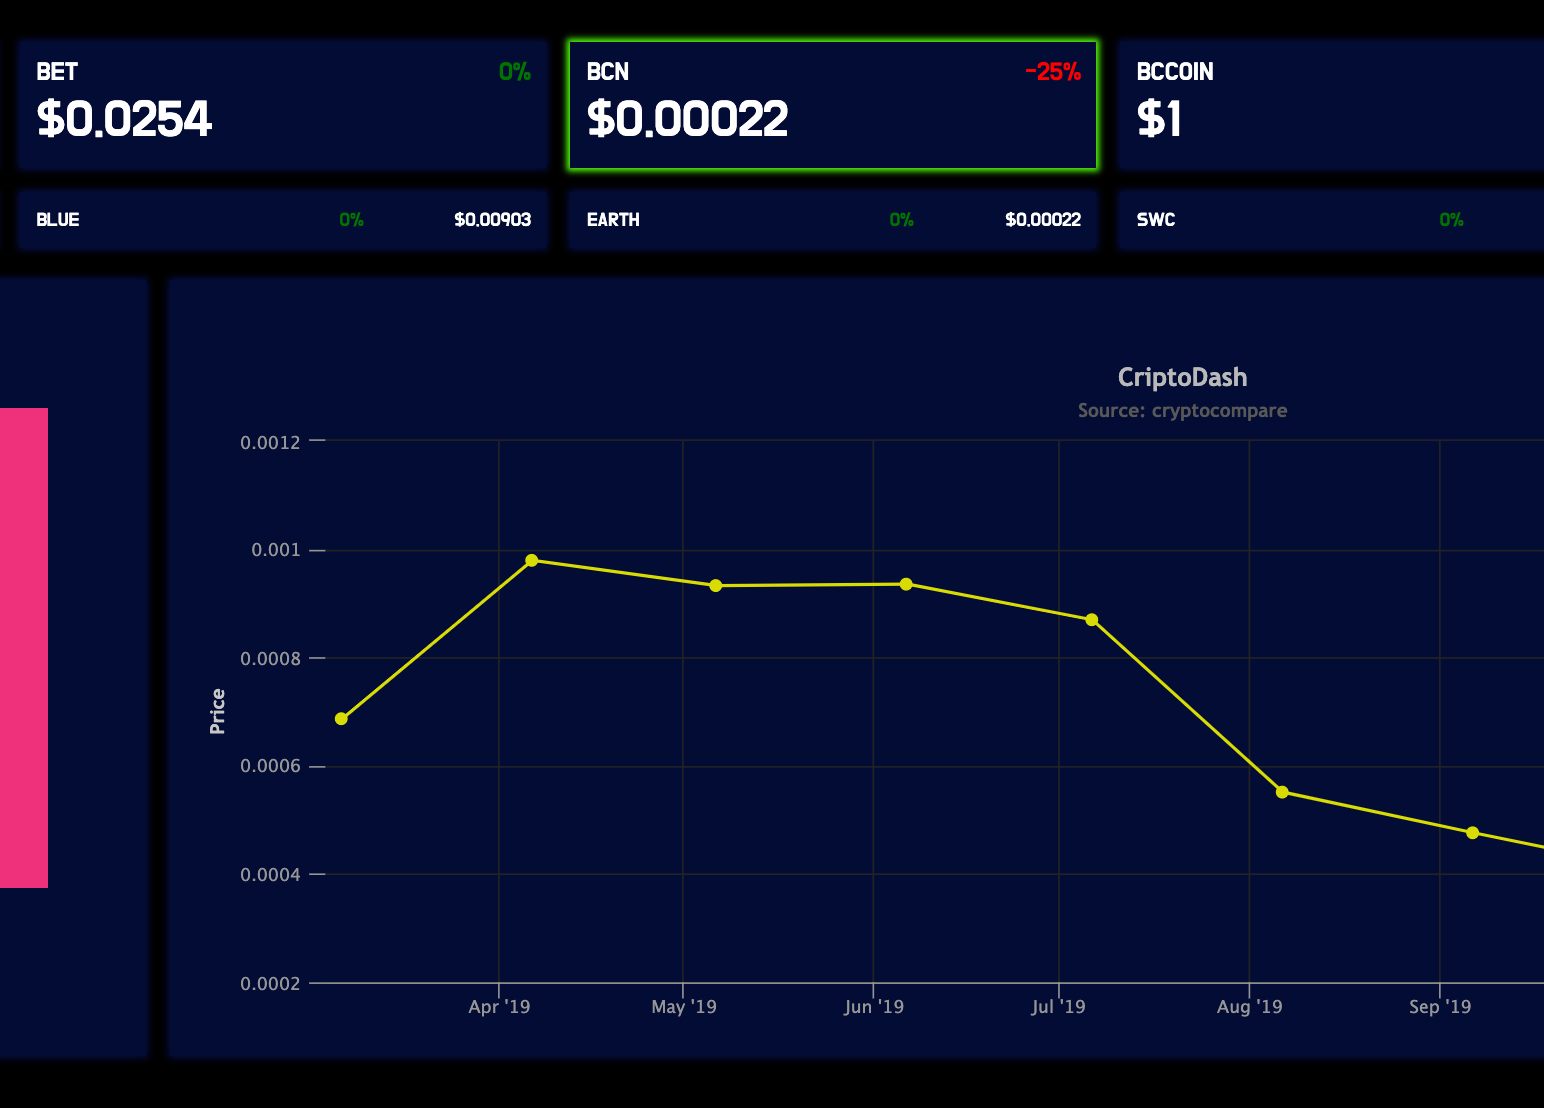 BET 0%
$0.0254
BCN -25%
$0.00022
BCCOIN
$1
BLUE 0% $0.00903
EARTH 0% $0.00022
SWC 0%
CriptoDash
Source: cryptocompare
0.0012
0.001
0.0008
0.0006
0.0004
0.0002
Price
Apr '19 May '19 Jun '19 Jul '19 Aug '19 Sep '19